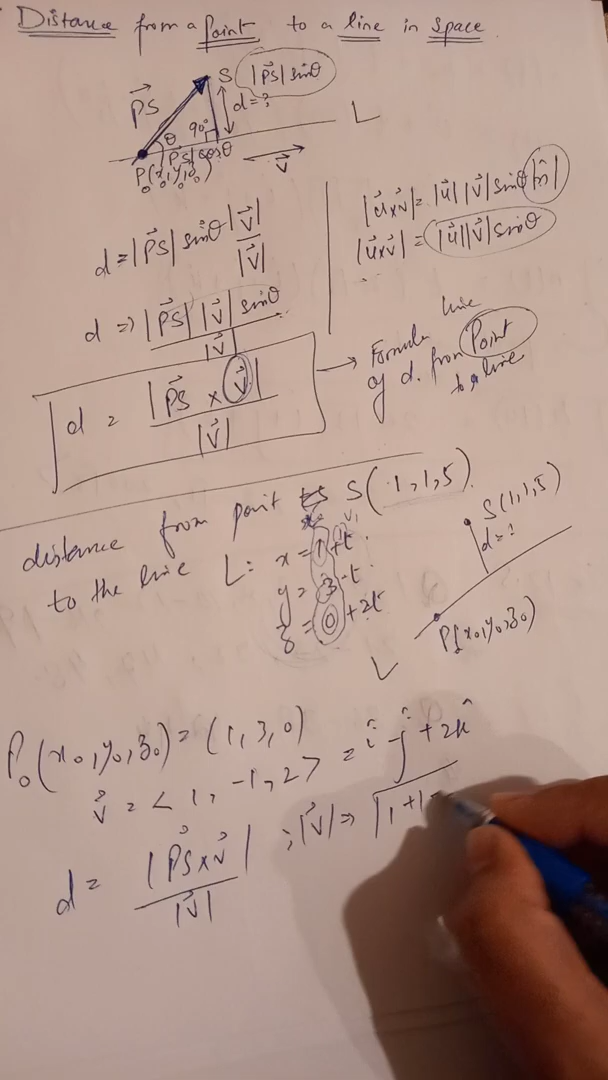 Distance from a Point to a line in space
S |PS⃗| sinθ
PS⃗
d=?
L
θ 90°
|PS| cosθ
P₀(x₀,y₀,z₀)
v⃗
d = |PS⃗| sinθ |v⃗| / |v⃗|
|u⃗×v⃗| = |u⃗| |v⃗| sinθ |n̂|
|u⃗×v⃗| = |u⃗||v⃗| sinθ
d => |PS⃗| |v⃗| sinθ / |v⃗|
d = |PS⃗ × v⃗| / |v⃗|
→ Formula line
of d. from Point
to a line
distance from point S(1,1,5)
to the line L: x = 1+t
y = 3-t
z = 0+2t
S(1,1,5)
d=?
P(x₀,y₀,z₀)
L
P₀(x₀,y₀,z₀) = (1,3,0)
v⃗ = <1,-1,2> = î - ĵ + 2k̂
d = |PS⃗×v⃗| / |v⃗| ; |v⃗| => √1+1